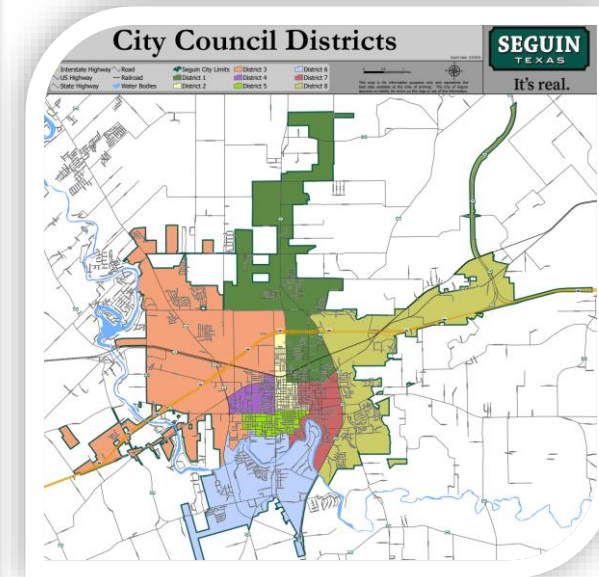 City Council Districts
SEGUIN
TEXAS
It's real.
Interstate Highway Road Seguin City Limits District 3 District 6
US Highway Railroad District 1 District 4 District 7
State Highway Water Bodies District 2 District 5 District 8